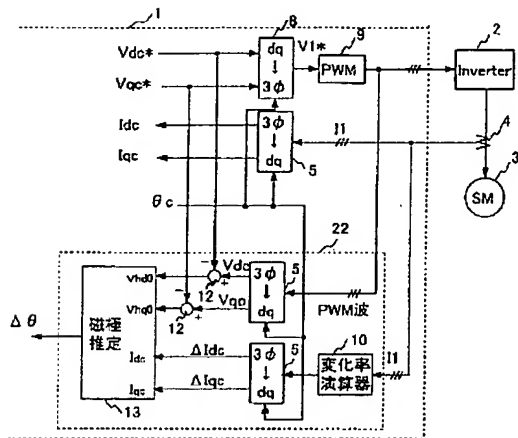 1
8
Vdc*
dq
↓
3φ
V1*
9
PWM
2
Inverter
Vqc*
Idc
3φ
↓
dq
5
I1
4
Iqc
3
SM
θc
22
Vdc
12
Vhd0
Vqc
12
Vhq0
3φ
↓
dq
5
PWM波
Δθ
磁極
推定
Idc
ΔIdc
Iqc
ΔIqc
3φ
↓
dq
5
10
変化率
演算器
I1
13